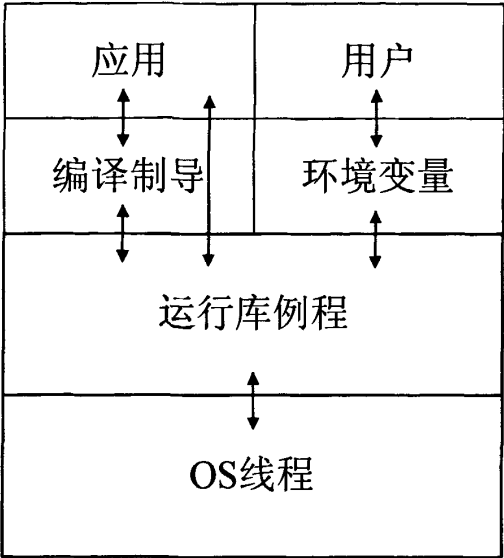 应用
用户
编译制导
环境变量
运行库例程
OS线程